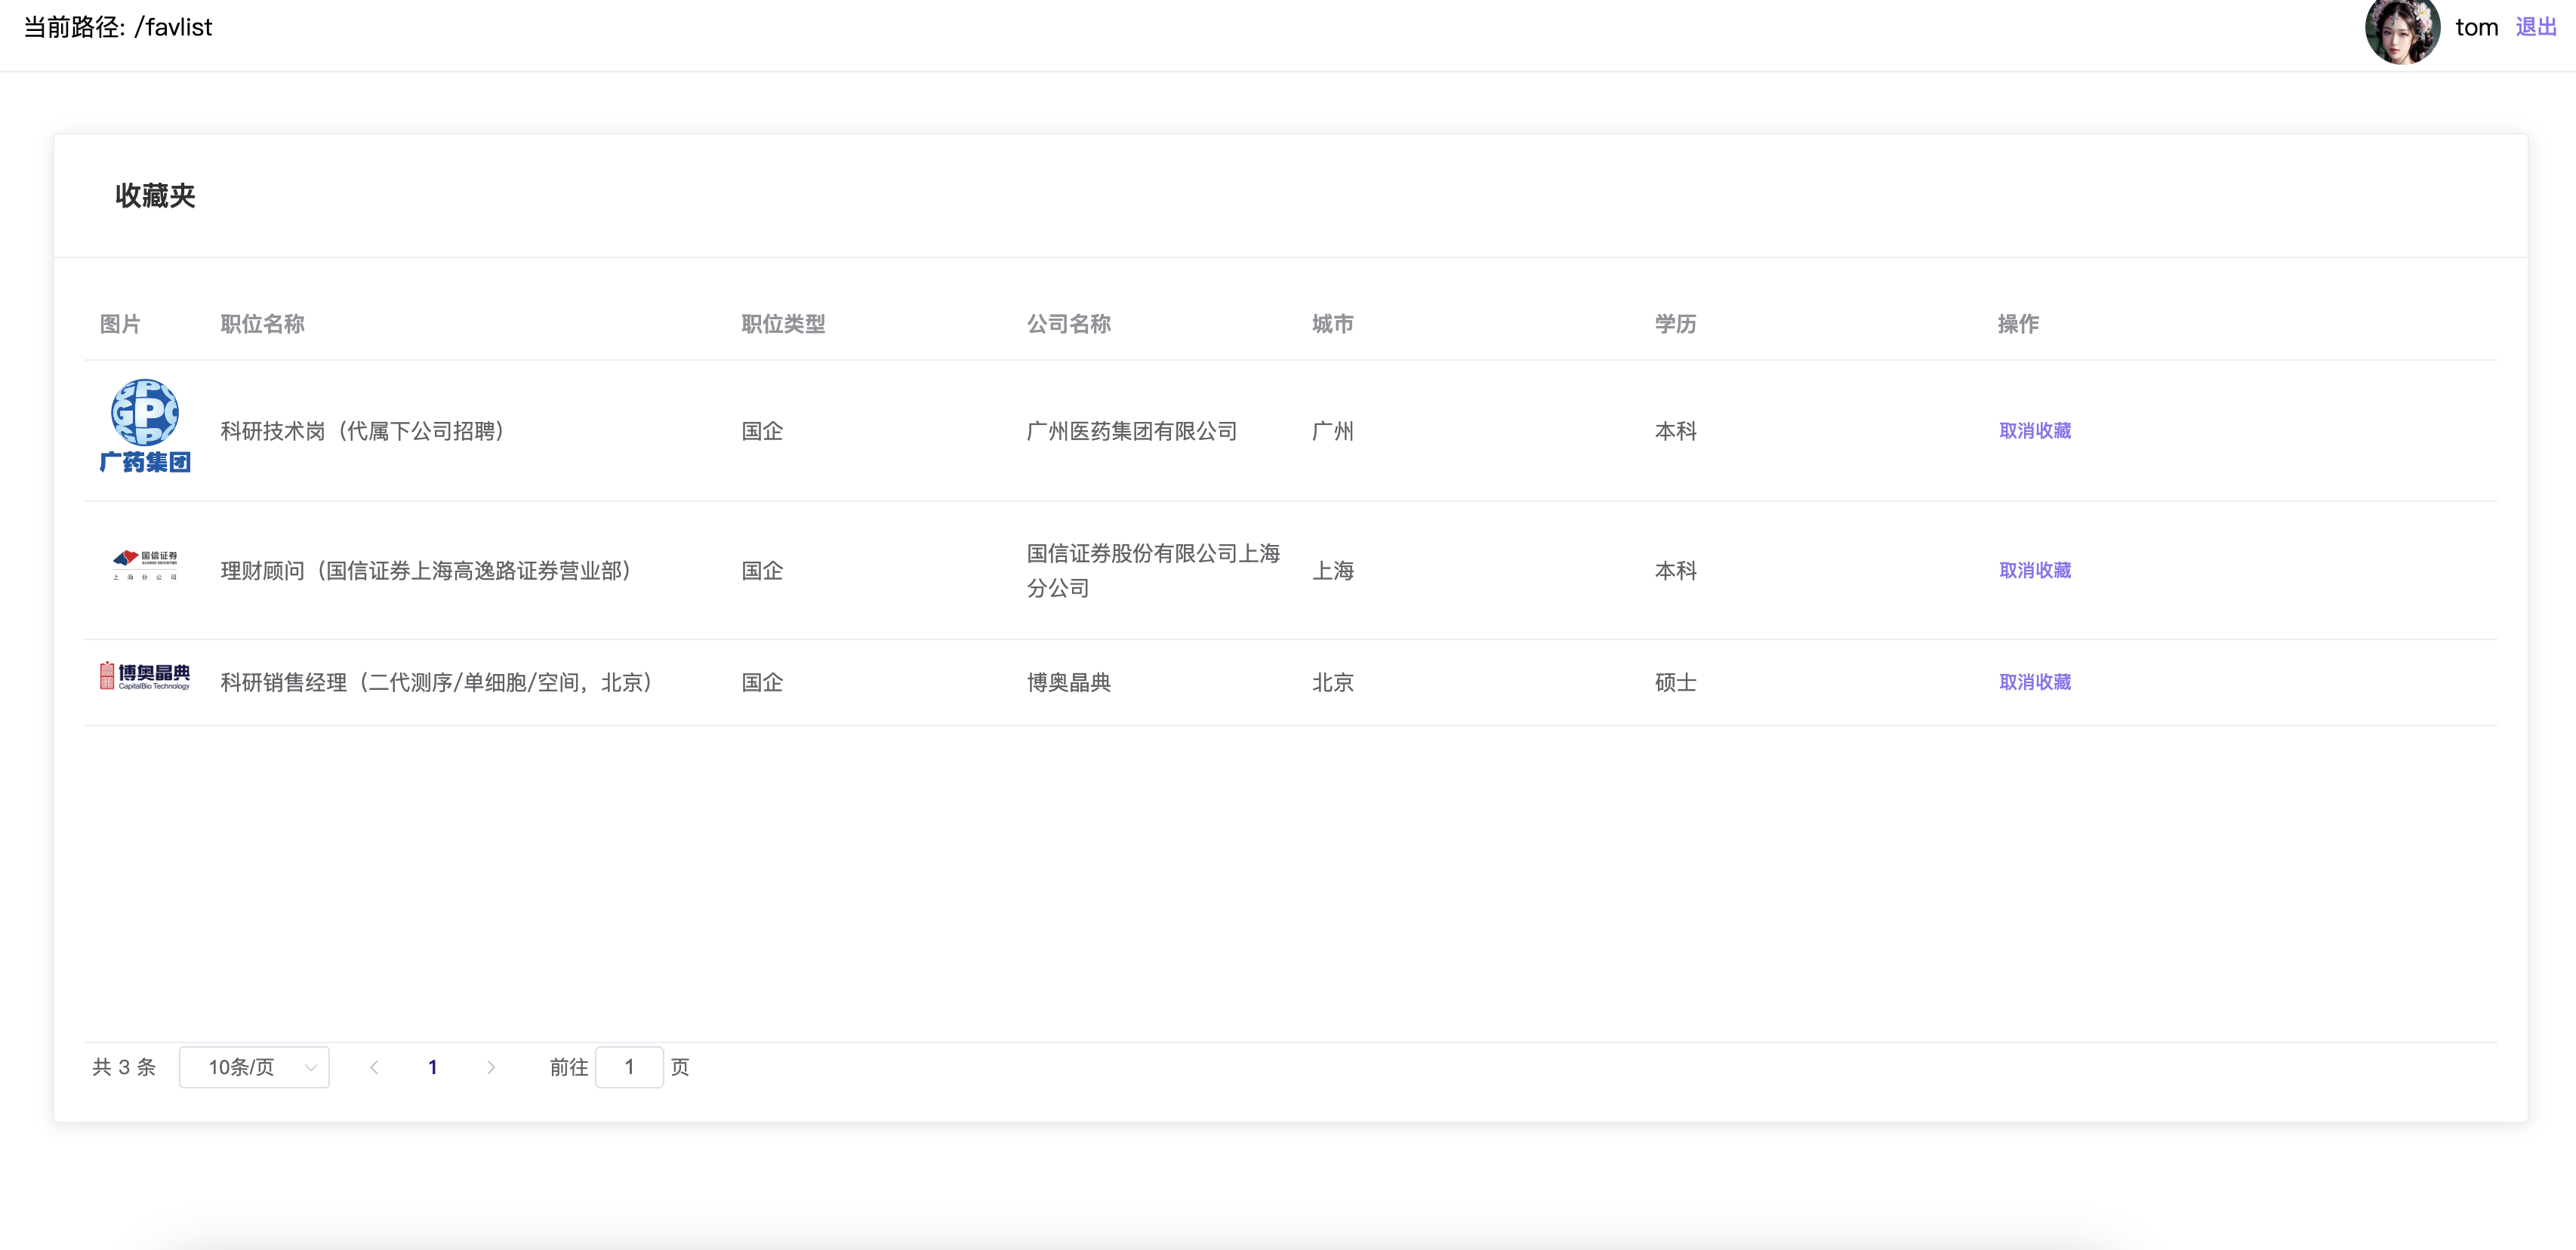 当前路径: /favlist
tom 退出
收藏夹
图片 职位名称 职位类型 公司名称 城市 学历 操作
GPC
广药集团
科研技术岗（代属下公司招聘） 国企 广州医药集团有限公司 广州 本科 取消收藏
国信证券
GUOSEN SECURITIES
上海分公司
理财顾问（国信证券上海高逸路证券营业部） 国企 国信证券股份有限公司上海
分公司
上海 本科 取消收藏
博奥晶典
CapitalBio Technology
科研销售经理（二代测序/单细胞/空间，北京） 国企 博奥晶典 北京 硕士 取消收藏
共 3 条 10条/页 1 前往 1 页